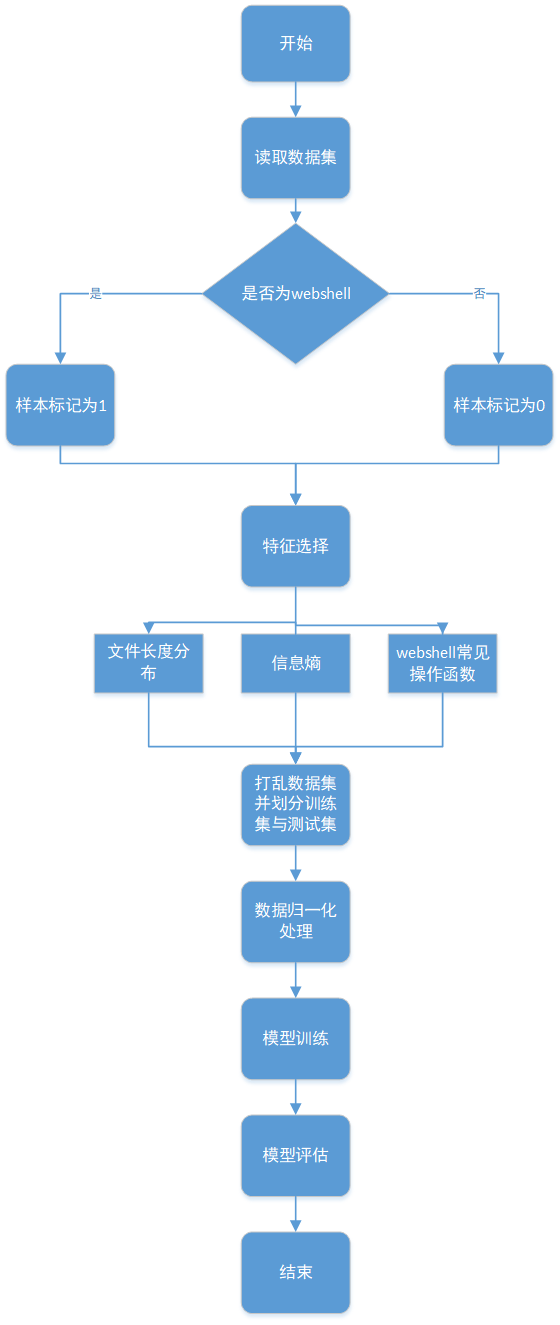 开始
读取数据集
是否为webshell
是
否
样本标记为1
样本标记为0
特征选择
文件长度分
布
信息熵
webshell常见
操作函数
打乱数据集
并划分训练
集与测试集
数据归一化
处理
模型训练
模型评估
结束